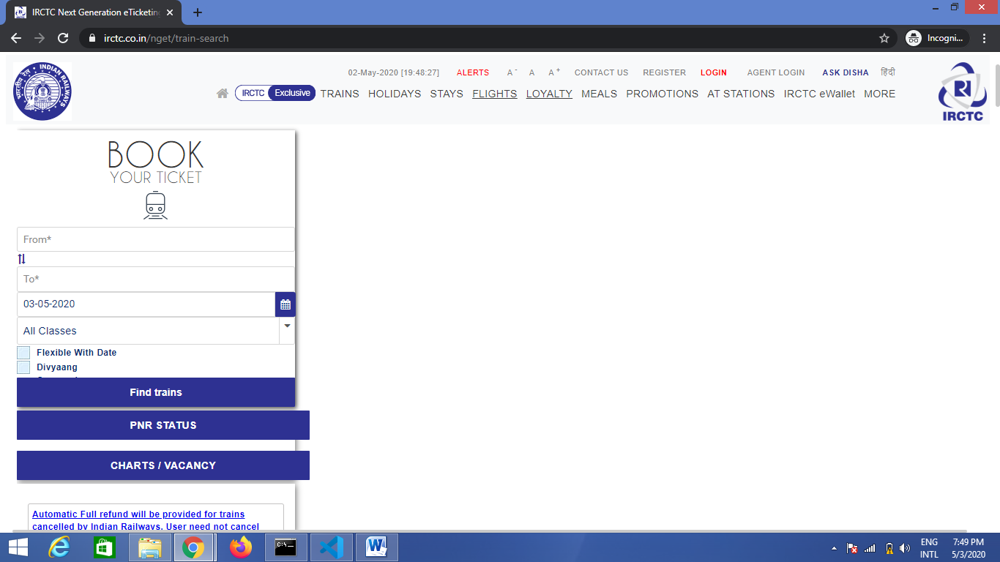 IRCTC Next Generation eTicketing
irctc.co.in/nget/train-search
Incogni...
02-May-2020 [19:48:27] ALERTS A - A A + CONTACT US REGISTER LOGIN AGENT LOGIN ASK DISHA हिंदी
IRCTC Exclusive TRAINS HOLIDAYS STAYS FLIGHTS LOYALTY MEALS PROMOTIONS AT STATIONS IRCTC eWallet MORE
भारतीय रेल INDIAN RAILWAYS
IRCTC
BOOK
YOUR TICKET
From*
To*
03-05-2020
All Classes
Flexible With Date
Divyaang
Find trains
PNR STATUS
CHARTS / VACANCY
Automatic Full refund will be provided for trains
cancelled by Indian Railways. User need not cancel
ENG 7:49 PM
INTL 5/3/2020